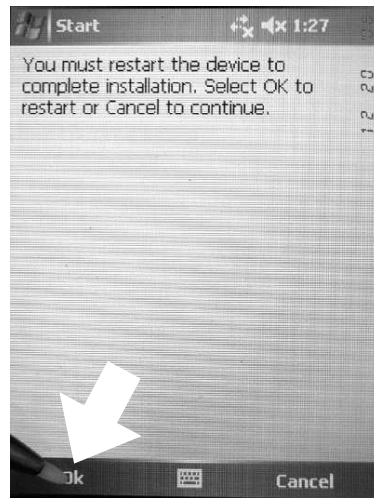 Start 1:27
You must restart the device to
complete installation. Select OK to
restart or Cancel to continue.
Ok Cancel